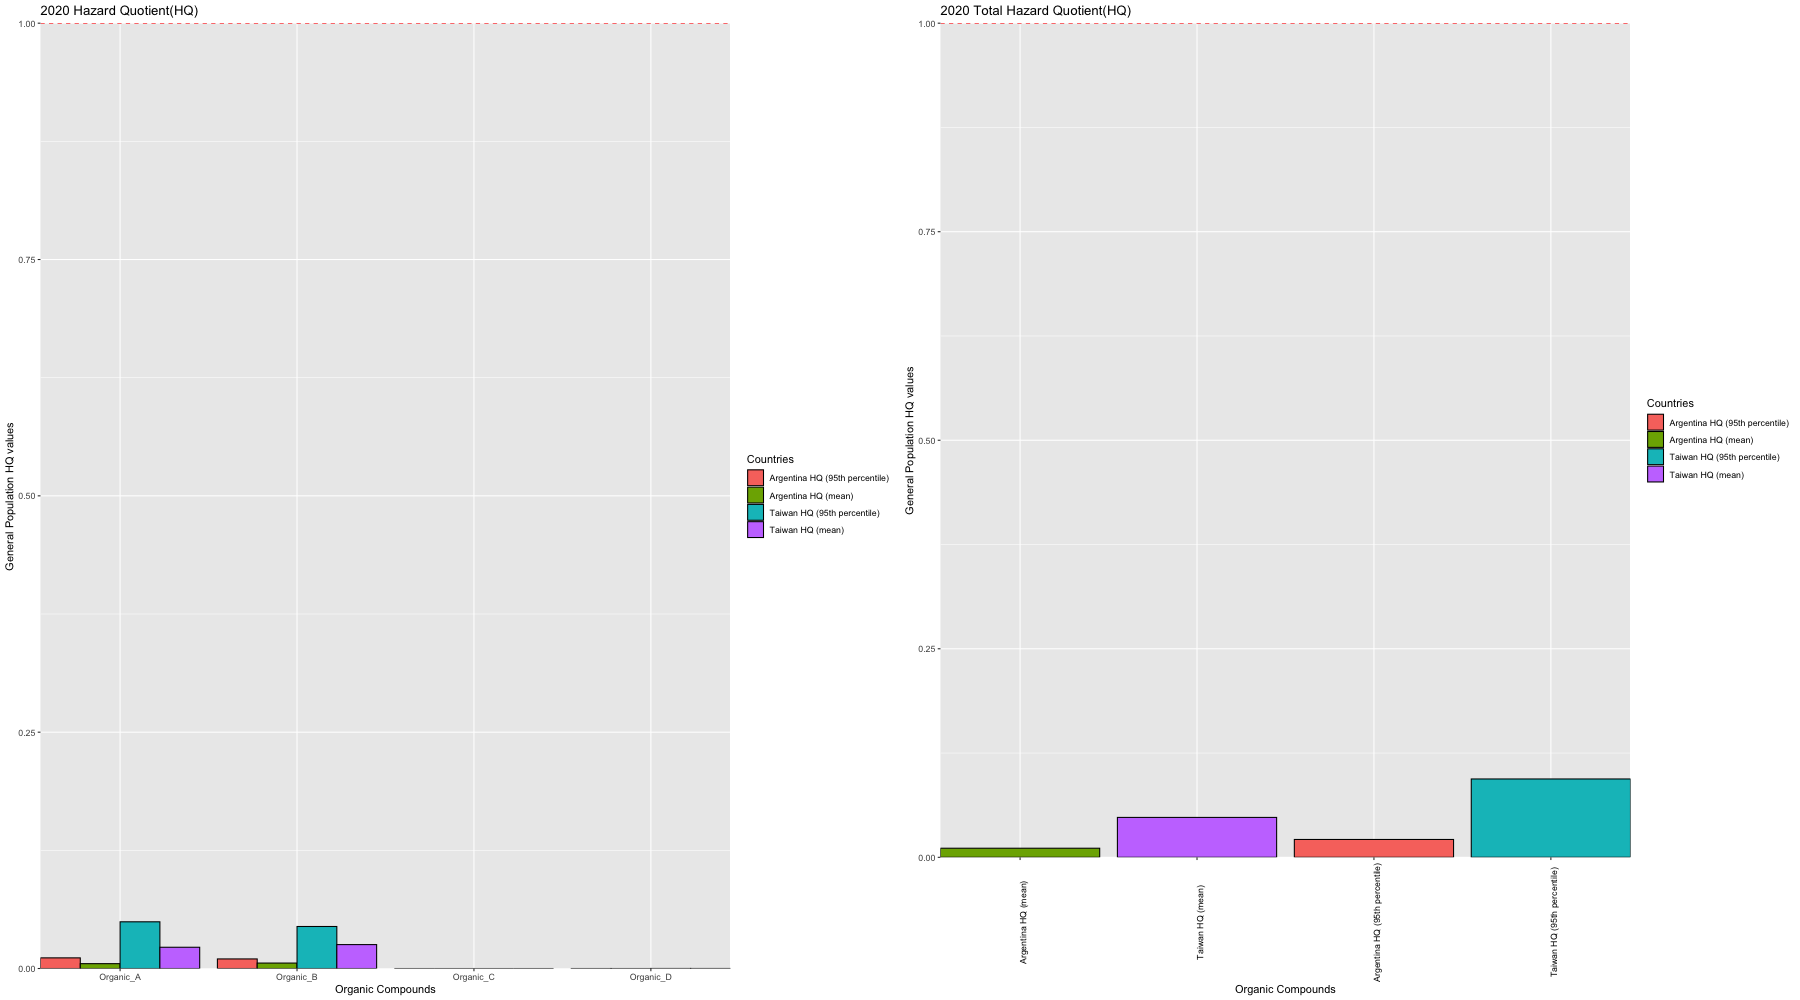 2020 Hazard Quotient(HQ)
General Population HQ values
1.00
0.75
0.50
0.25
0.00
Organic_A
Organic_B
Organic_C
Organic_D
Organic Compounds
Countries
Argentina HQ (95th percentile)
Argentina HQ (mean)
Taiwan HQ (95th percentile)
Taiwan HQ (mean)
2020 Total Hazard Quotient(HQ)
General Population HQ values
1.00
0.75
0.50
0.25
0.00
Argentina HQ (mean)
Taiwan HQ (mean)
Argentina HQ (95th percentile)
Taiwan HQ (95th percentile)
Organic Compounds
Countries
Argentina HQ (95th percentile)
Argentina HQ (mean)
Taiwan HQ (95th percentile)
Taiwan HQ (mean)